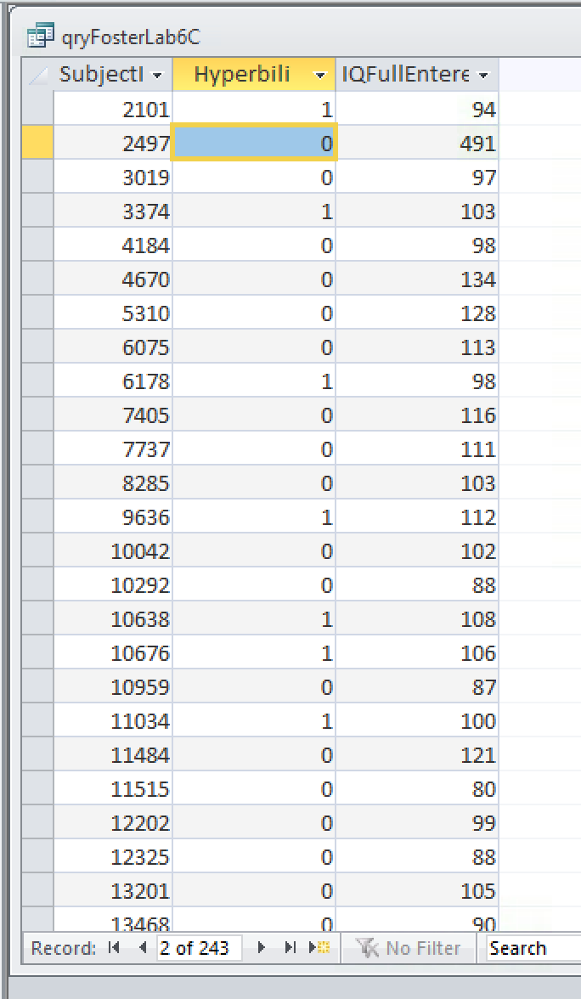 qryFosterLab6C
SubjectI Hyperbili IQFullEntere
2101 1 94
2497 0 491
3019 0 97
3374 1 103
4184 0 98
4670 0 134
5310 0 128
6075 0 113
6178 1 98
7405 0 116
7737 0 111
8285 0 103
9636 1 112
10042 0 102
10292 0 88
10638 1 108
10676 1 106
10959 0 87
11034 1 100
11484 0 121
11515 0 80
12202 0 99
12325 0 88
13201 0 105
13468 0 90
Record: 2 of 243 No Filter Search